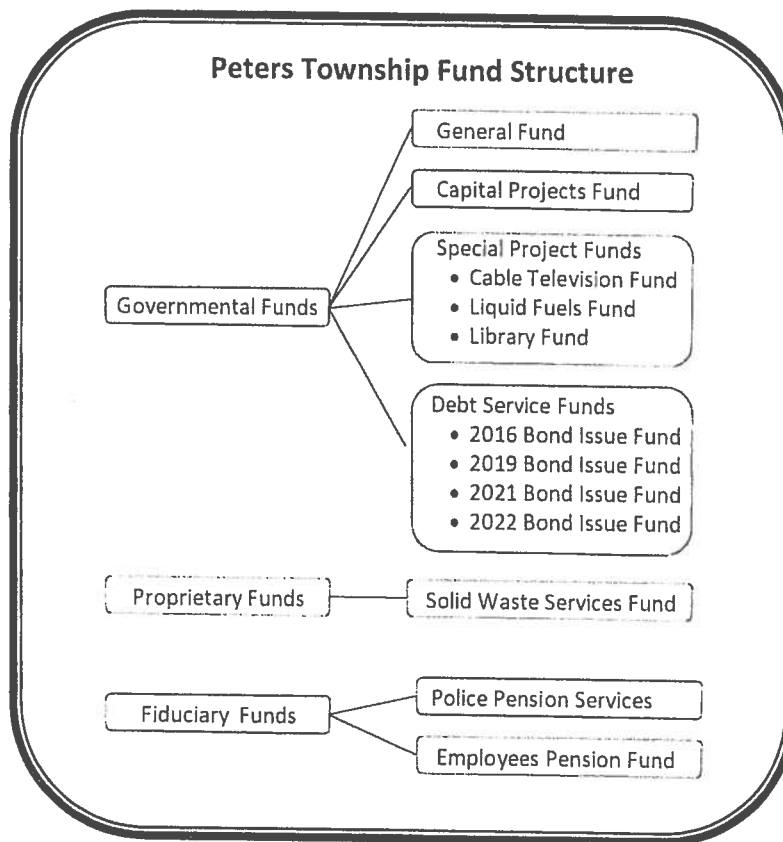 Peters Township Fund Structure
General Fund
Capital Projects Fund
Special Project Funds
• Cable Television Fund
• Liquid Fuels Fund
• Library Fund
Governmental Funds
Debt Service Funds
• 2016 Bond Issue Fund
• 2019 Bond Issue Fund
• 2021 Bond Issue Fund
• 2022 Bond Issue Fund
Proprietary Funds
Solid Waste Services Fund
Fiduciary Funds
Police Pension Services
Employees Pension Fund